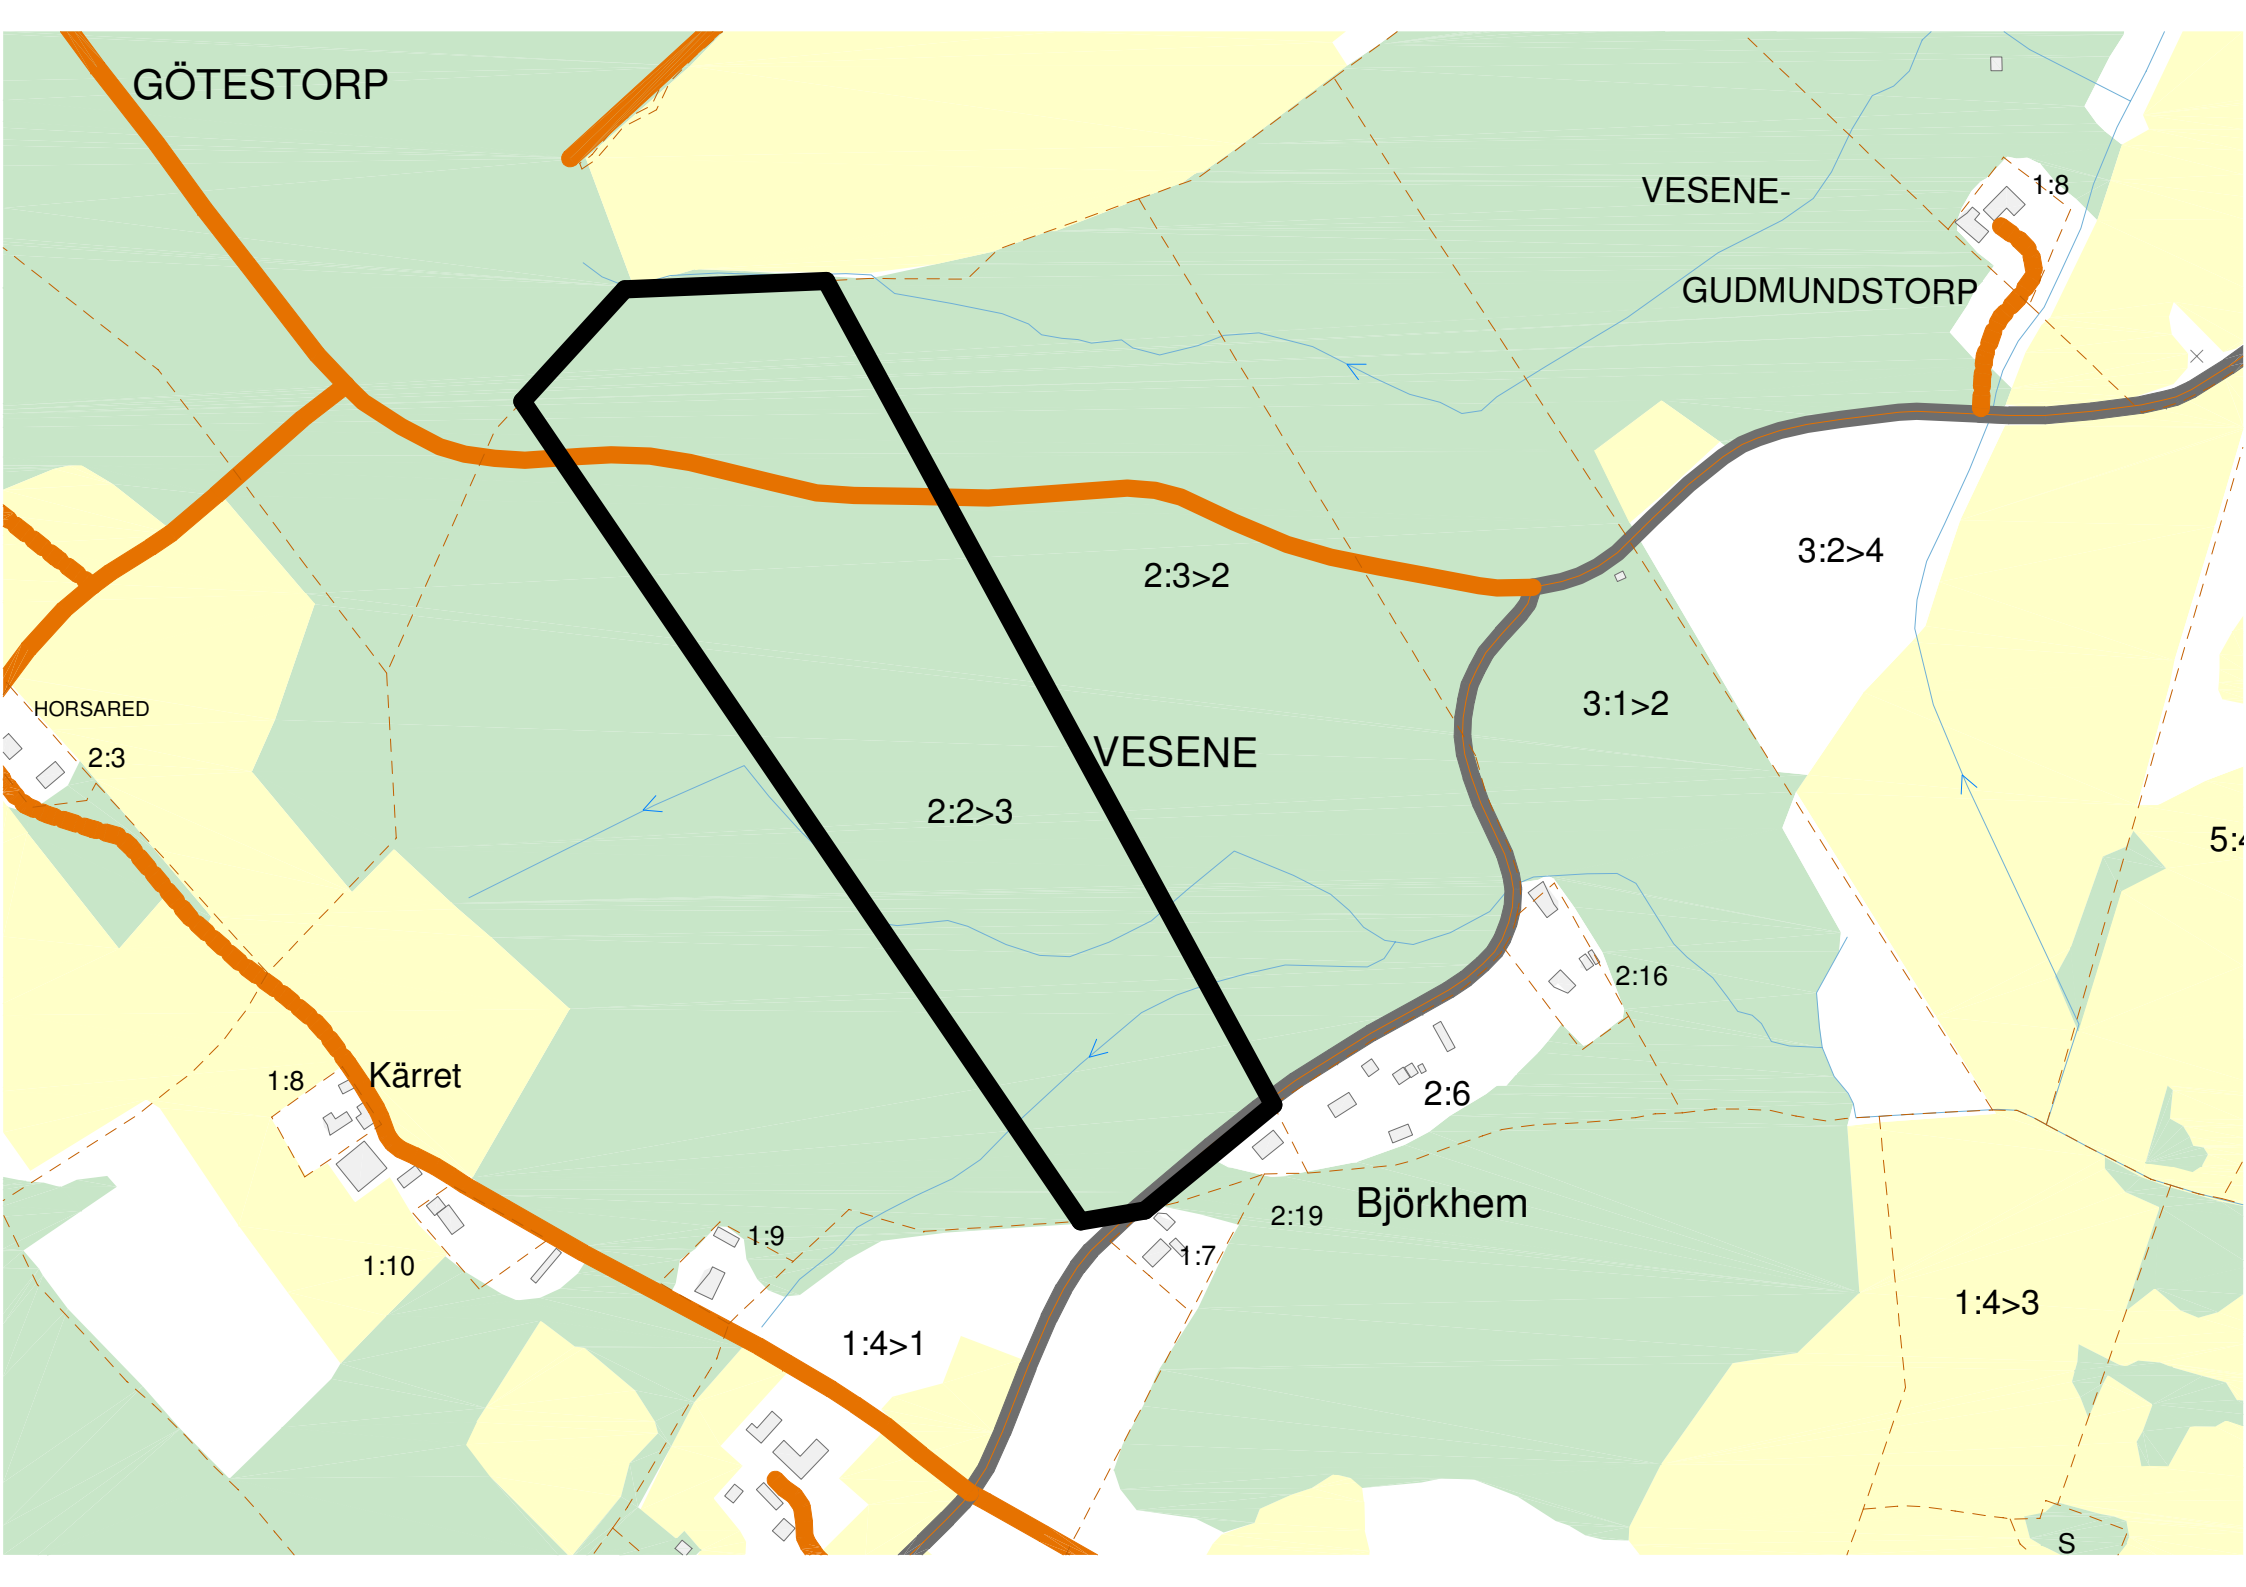 GÖTESTORP
VESENE-
1:8
GUDMUNDSTORP
3:2>4
2:3>2
3:1>2
HORSARED
2:3
VESENE
2:2>3
5:4
2:16
1:8
Kärret
2:6
Björkhem
2:19
1:9
1:7
1:10
1:4>3
1:4>1
S